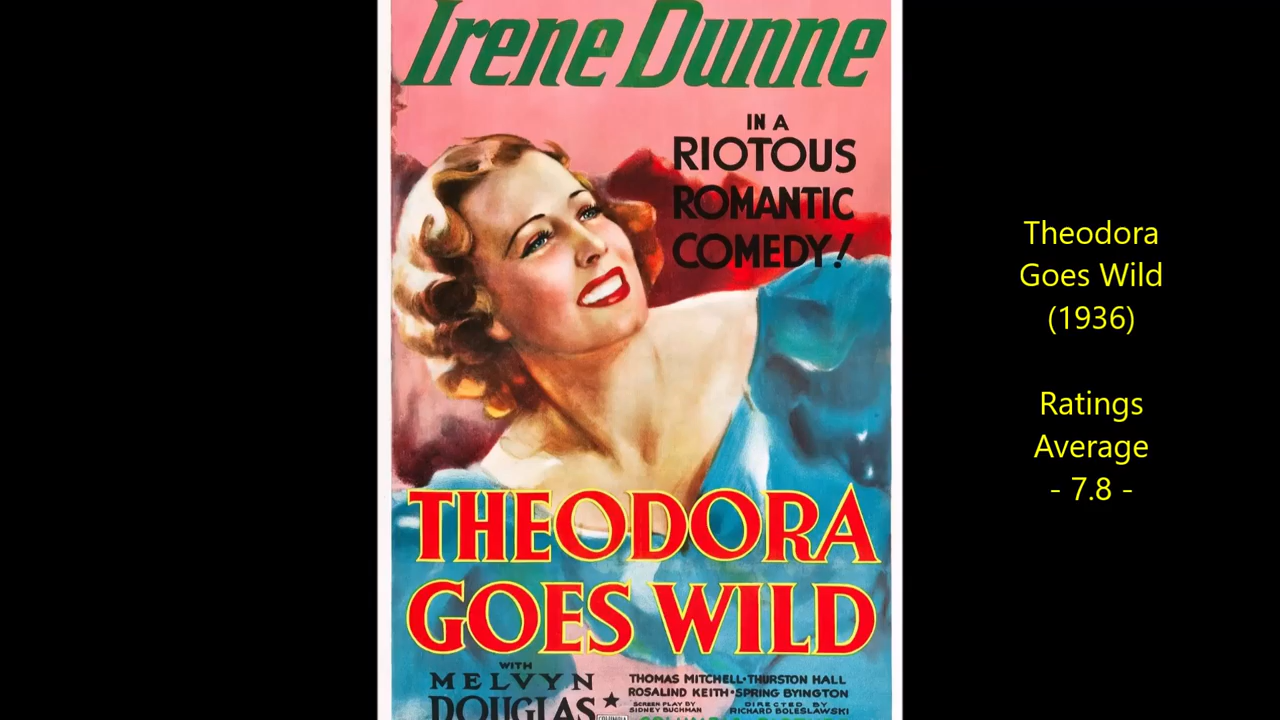 Irene Dunne
IN A
RIOTOUS
ROMANTIC
COMEDY!
THEODORA
GOES WILD
WITH
MELVYN
DOUGLAS
THOMAS MITCHELL • THURSTON HALL
ROSALIND KEITH • SPRING BYINGTON
SCREEN PLAY BY
SIDNEY BUCHMAN
DIRECTED BY
RICHARD BOLESLAWSKI
COLUMBIA
Theodora
Goes Wild
(1936)
Ratings
Average
- 7.8 -